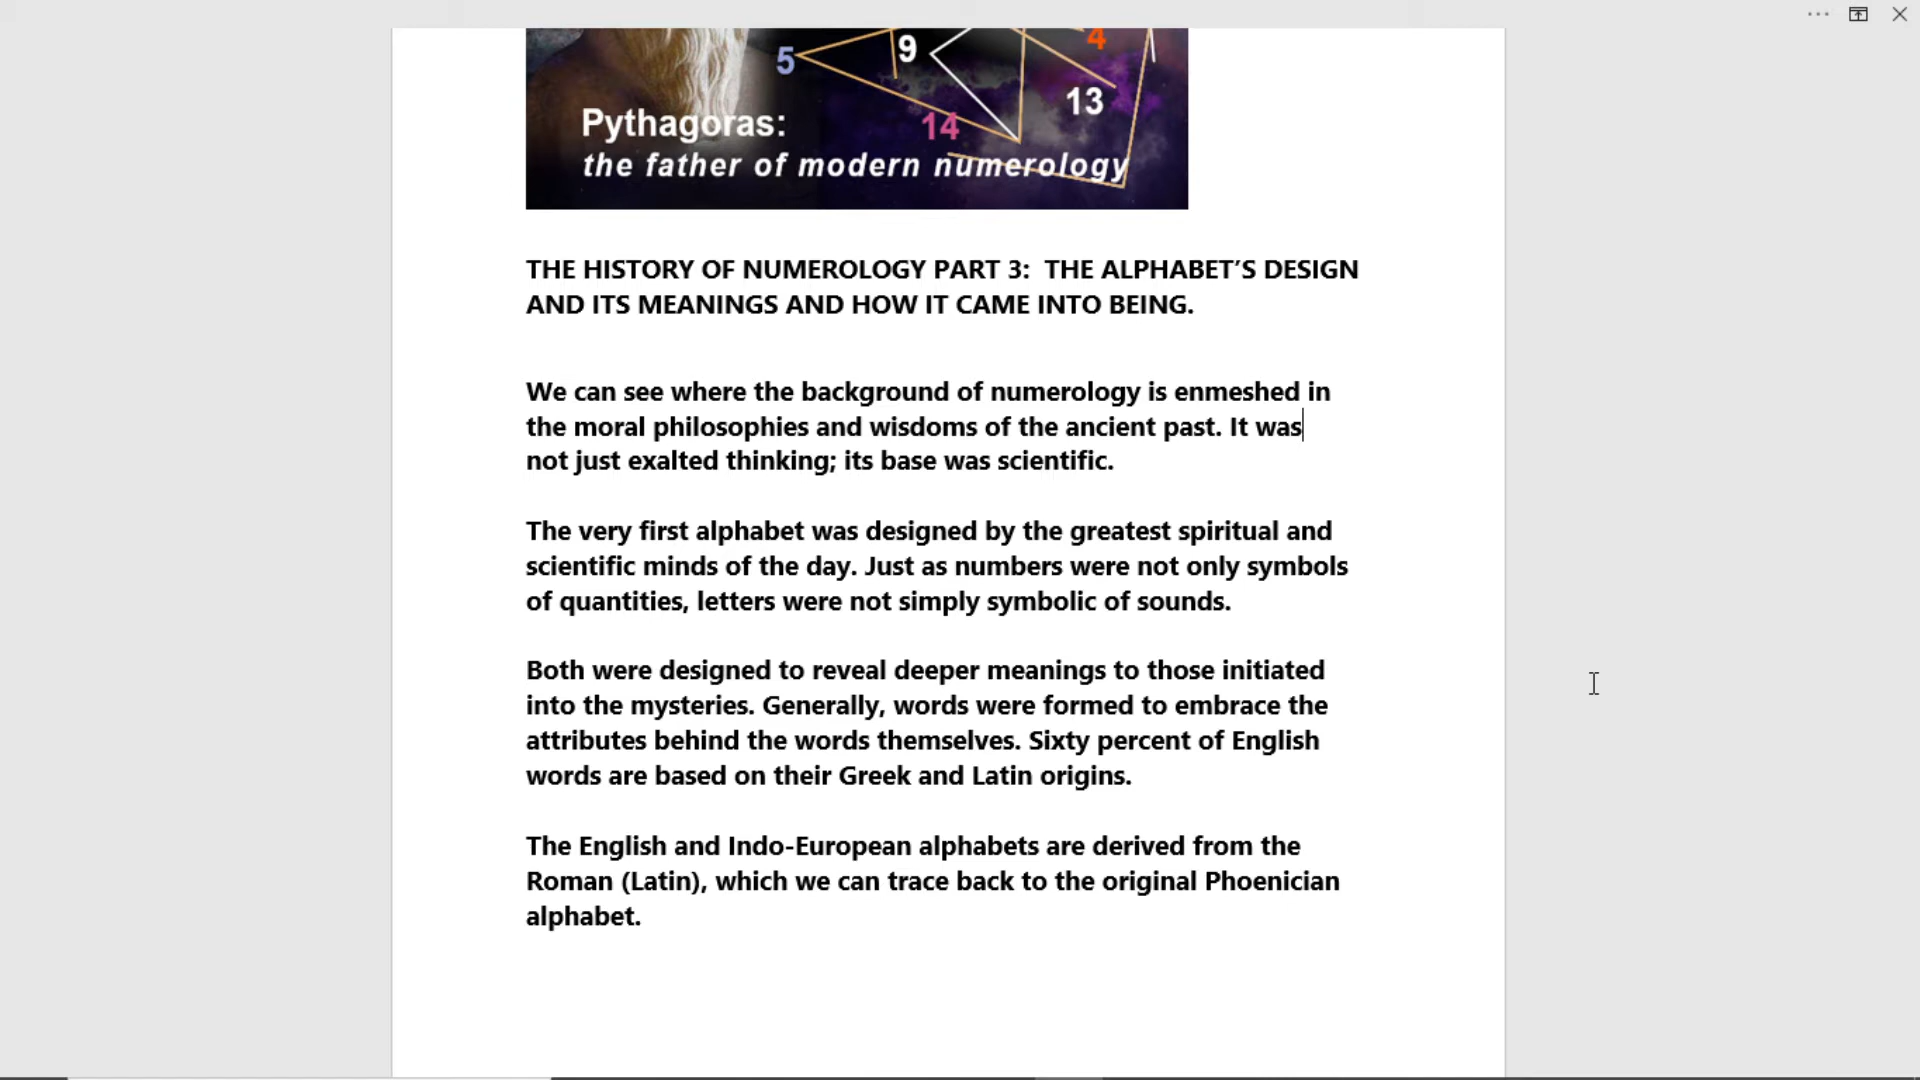 5
9
4
13
14
Pythagoras:
the father of modern numerology
THE HISTORY OF NUMEROLOGY PART 3:  THE ALPHABET’S DESIGN
AND ITS MEANINGS AND HOW IT CAME INTO BEING.
We can see where the background of numerology is enmeshed in
the moral philosophies and wisdoms of the ancient past. It was
not just exalted thinking; its base was scientific.
The very first alphabet was designed by the greatest spiritual and
scientific minds of the day. Just as numbers were not only symbols
of quantities, letters were not simply symbolic of sounds.
Both were designed to reveal deeper meanings to those initiated
into the mysteries. Generally, words were formed to embrace the
attributes behind the words themselves. Sixty percent of English
words are based on their Greek and Latin origins.
The English and Indo-European alphabets are derived from the
Roman (Latin), which we can trace back to the original Phoenician
alphabet.